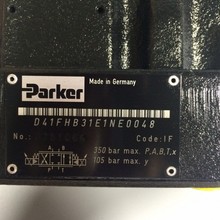 Parker
Made in Germany
D41FHB31E1NE0048
No. Code: IF
350 bar max. P,A,B,T,x
105 bar max. y